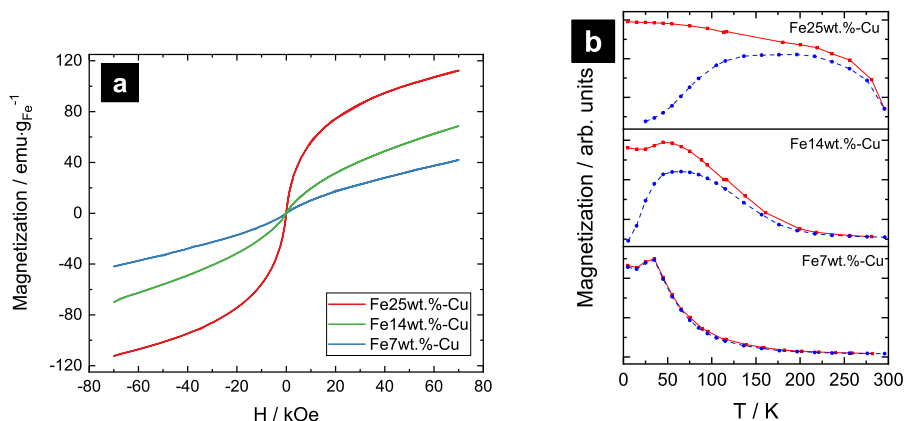 a
Magnetization / emu·g_Fe^-1
120
80
40
0
-40
-80
-120
-80 -60 -40 -20 0 20 40 60 80
H / kOe
Fe25wt.%-Cu
Fe14wt.%-Cu
Fe7wt.%-Cu
b
Magnetization / arb. units
Fe25wt.%-Cu
Fe14wt.%-Cu
Fe7wt.%-Cu
0 50 100 150 200 250 300
T / K